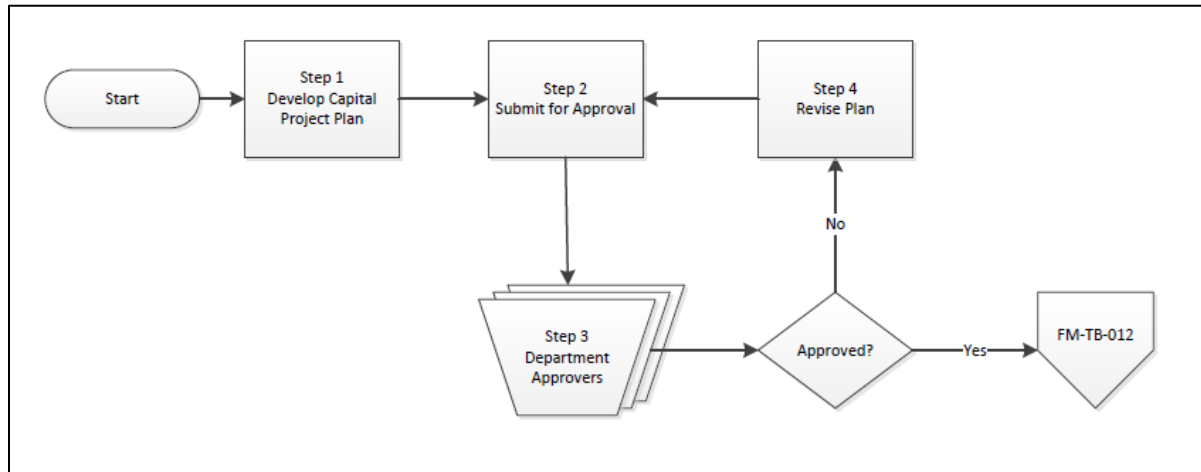 Start
Step 1
Develop Capital
Project Plan
Step 2
Submit for Approval
Step 4
Revise Plan
No
Step 3
Department
Approvers
Approved?
Yes
FM-TB-012